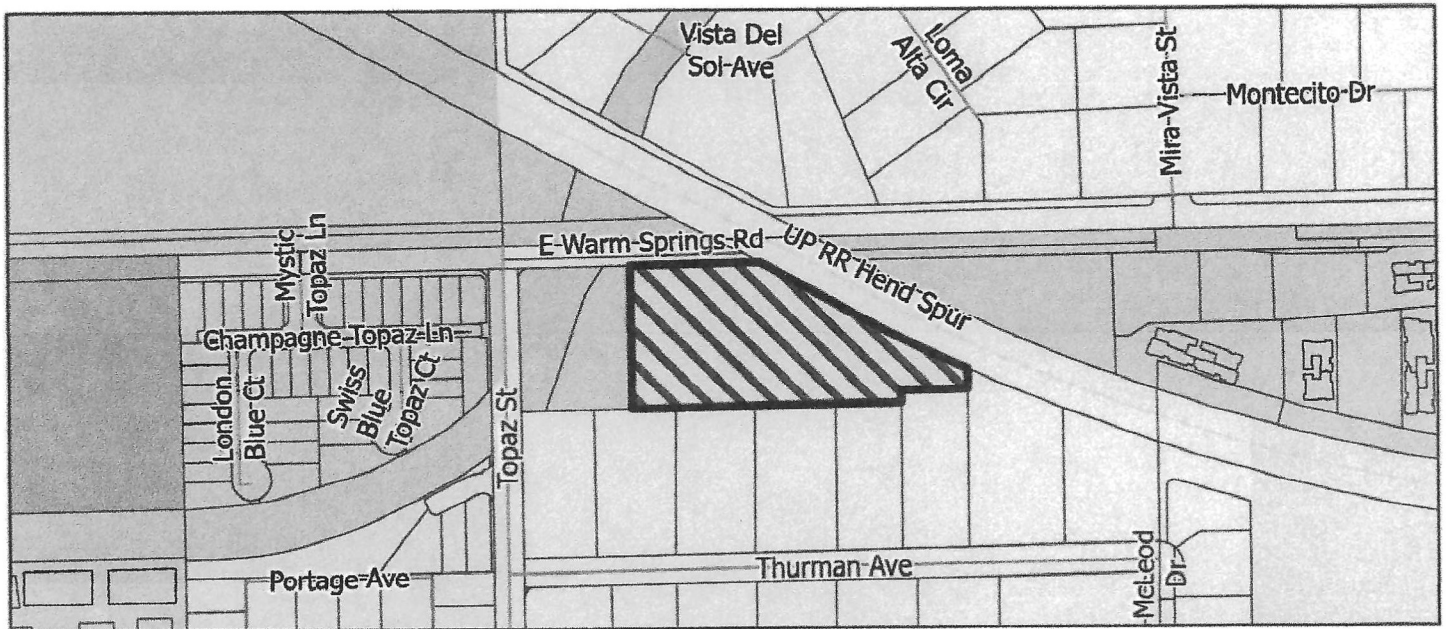 Vista Del
Sol Ave
Loma
Alta Cir
Mira-Vista-St
Montecito-Dr
Mystic
Topaz Ln
E-Warm-Springs-Rd
UP RR Hend Spur
Champagne-Topaz-Ln
London
Blue-Ct
Swiss
Blue
Topaz Ct
Topaz St
Portage-Ave
Thurman-Ave
McLeod
Dr